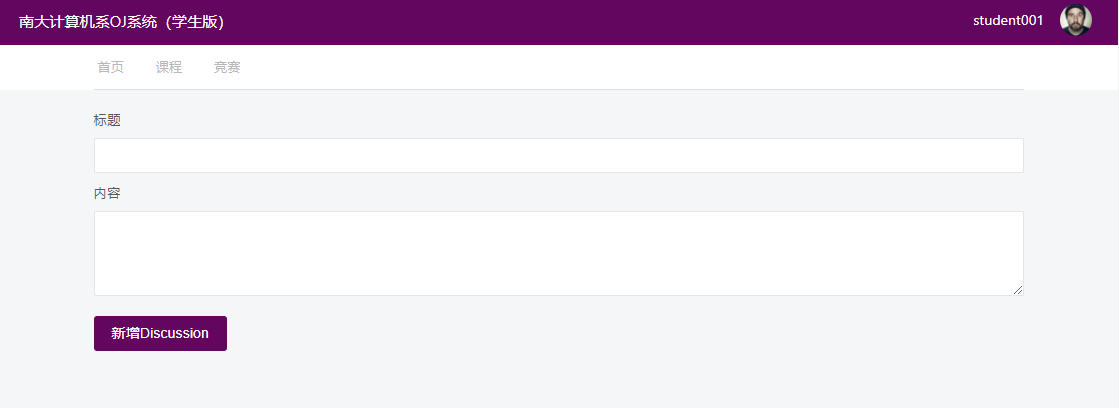 南大计算机系OJ系统（学生版）
student001
首页 课程 竞赛
标题
内容
新增Discussion